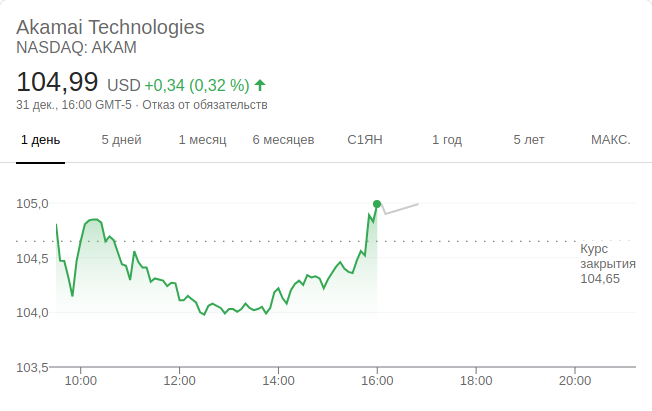 Akamai Technologies
NASDAQ: AKAM
104,99 USD +0,34 (0,32 %)
31 дек., 16:00 GMT-5 · Отказ от обязательств
1 день 5 дней 1 месяц 6 месяцев С1ЯН 1 год 5 лет МАКС.
105,0
104,5
104,0
103,5
Курс
закрытия
104,65
10:00 12:00 14:00 16:00 18:00 20:00